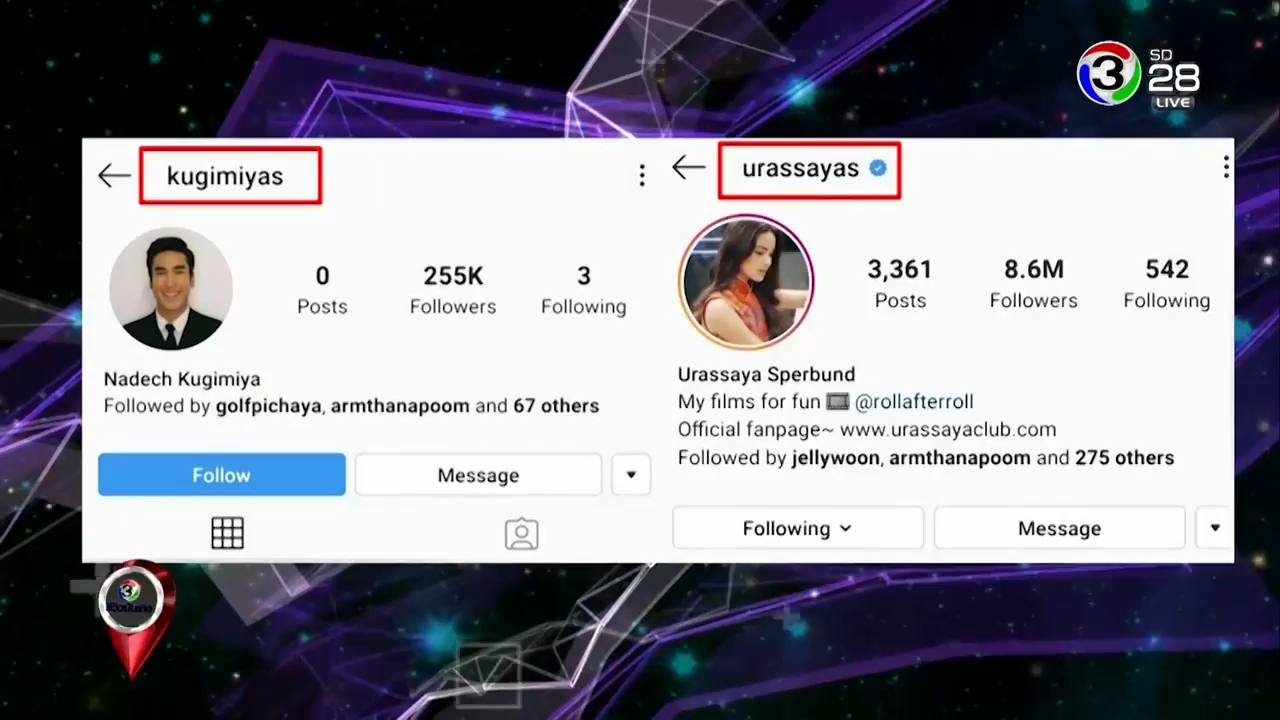 3 SD
28
LIVE
kugimiyas
0 255K 3
Posts Followers Following
Nadech Kugimiya
Followed by golfpichaya, armthanapoom and 67 others
Follow Message
urassayas
3,361 8.6M 542
Posts Followers Following
Urassaya Sperbund
My films for fun 🎞️ @rollafterroll
Official fanpage~ www.urassayaclub.com
Followed by jellywoon, armthanapoom and 275 others
Following Message
3